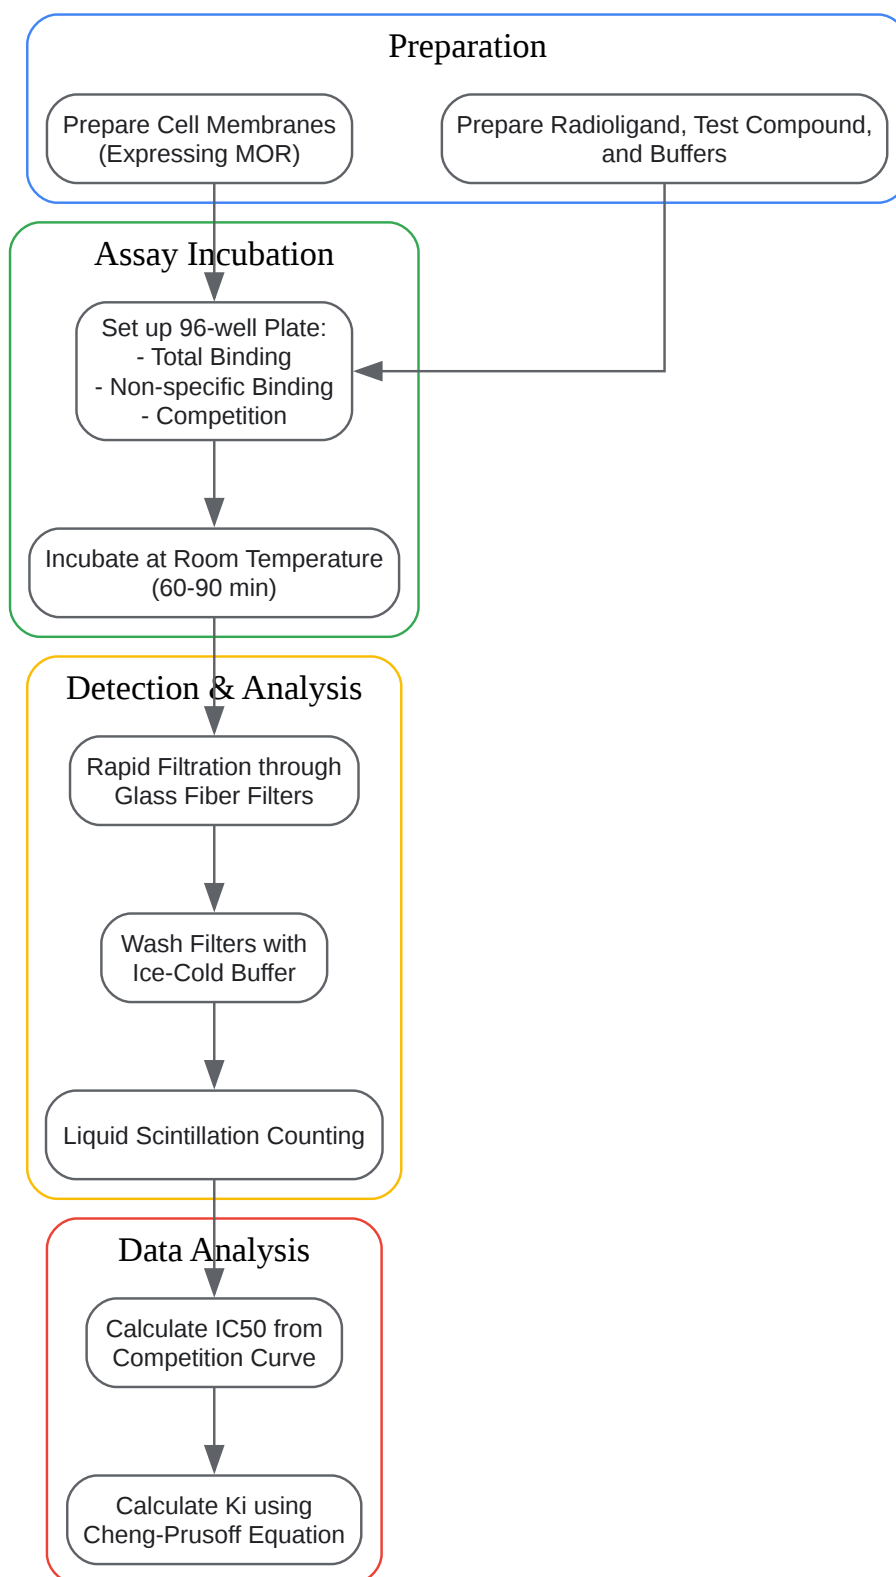 Preparation
Prepare Cell Membranes
(Expressing MOR)
Prepare Radioligand, Test Compound,
and Buffers
Assay Incubation
Set up 96-well Plate:
- Total Binding
- Non-specific Binding
- Competition
Incubate at Room Temperature
(60-90 min)
Detection & Analysis
Rapid Filtration through
Glass Fiber Filters
Wash Filters with
Ice-Cold Buffer
Liquid Scintillation Counting
Data Analysis
Calculate IC50 from
Competition Curve
Calculate Ki using
Cheng-Prusoff Equation